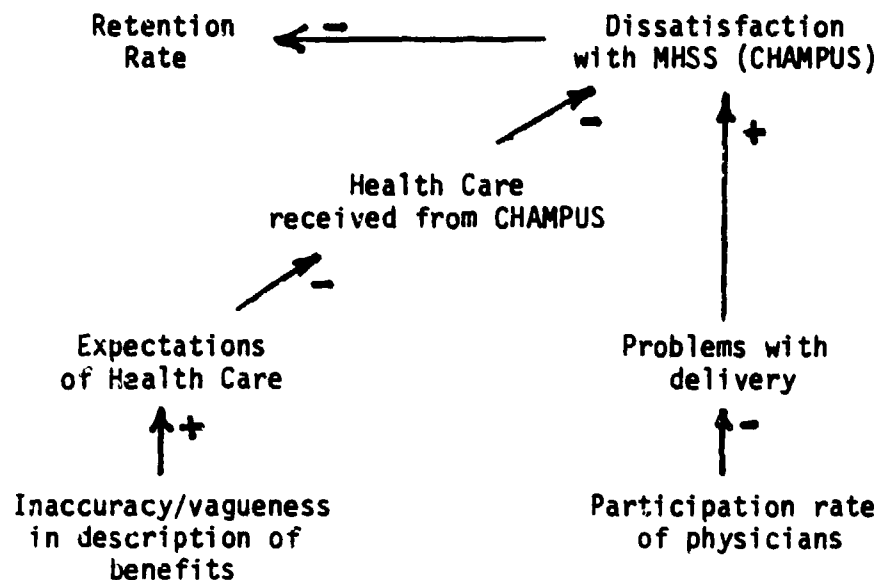 Retention
Rate
-
Dissatisfaction
with MHSS (CHAMPUS)
-
+
Health Care
received from CHAMPUS
-
Expectations
of Health Care
Problems with
delivery
+
-
Inaccuracy/vagueness
in description of
benefits
Participation rate
of physicians